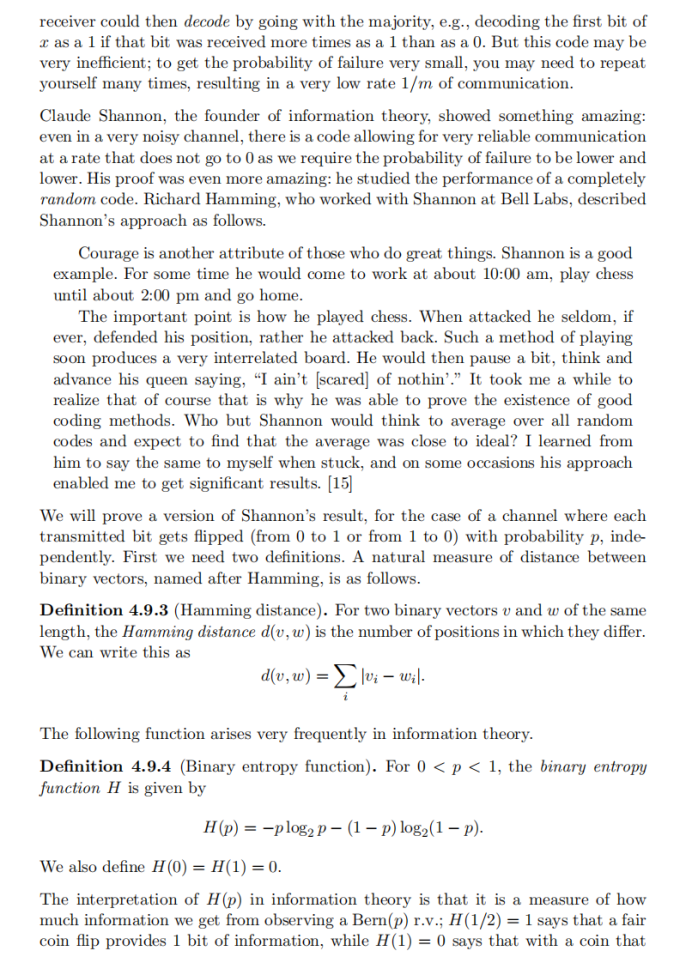 receiver could then decode by going with the majority, e.g., decoding the first bit of
x as a 1 if that bit was received more times as a 1 than as a 0. But this code may be
very inefficient; to get the probability of failure very small, you may need to repeat
yourself many times, resulting in a very low rate 1/m of communication.
Claude Shannon, the founder of information theory, showed something amazing:
even in a very noisy channel, there is a code allowing for very reliable communication
at a rate that does not go to 0 as we require the probability of failure to be lower and
lower. His proof was even more amazing: he studied the performance of a completely
random code. Richard Hamming, who worked with Shannon at Bell Labs, described
Shannon's approach as follows.
Courage is another attribute of those who do great things. Shannon is a good
example. For some time he would come to work at about 10:00 am, play chess
until about 2:00 pm and go home.
The important point is how he played chess. When attacked he seldom, if
ever, defended his position, rather he attacked back. Such a method of playing
soon produces a very interrelated board. He would then pause a bit, think and
advance his queen saying, “I ain't [scared] of nothin'.” It took me a while to
realize that of course that is why he was able to prove the existence of good
coding methods. Who but Shannon would think to average over all random
codes and expect to find that the average was close to ideal? I learned from
him to say the same to myself when stuck, and on some occasions his approach
enabled me to get significant results. [15]
We will prove a version of Shannon's result, for the case of a channel where each
transmitted bit gets flipped (from 0 to 1 or from 1 to 0) with probability p, inde-
pendently. First we need two definitions. A natural measure of distance between
binary vectors, named after Hamming, is as follows.
Definition 4.9.3 (Hamming distance). For two binary vectors v and w of the same
length, the Hamming distance d(v, w) is the number of positions in which they differ.
We can write this as
d(v, w) = ∑_i |v_i − w_i|.
The following function arises very frequently in information theory.
Definition 4.9.4 (Binary entropy function). For 0 < p < 1, the binary entropy
function H is given by
H(p) = −p log₂ p − (1 − p) log₂(1 − p).
We also define H(0) = H(1) = 0.
The interpretation of H(p) in information theory is that it is a measure of how
much information we get from observing a Bern(p) r.v.; H(1/2) = 1 says that a fair
coin flip provides 1 bit of information, while H(1) = 0 says that with a coin that